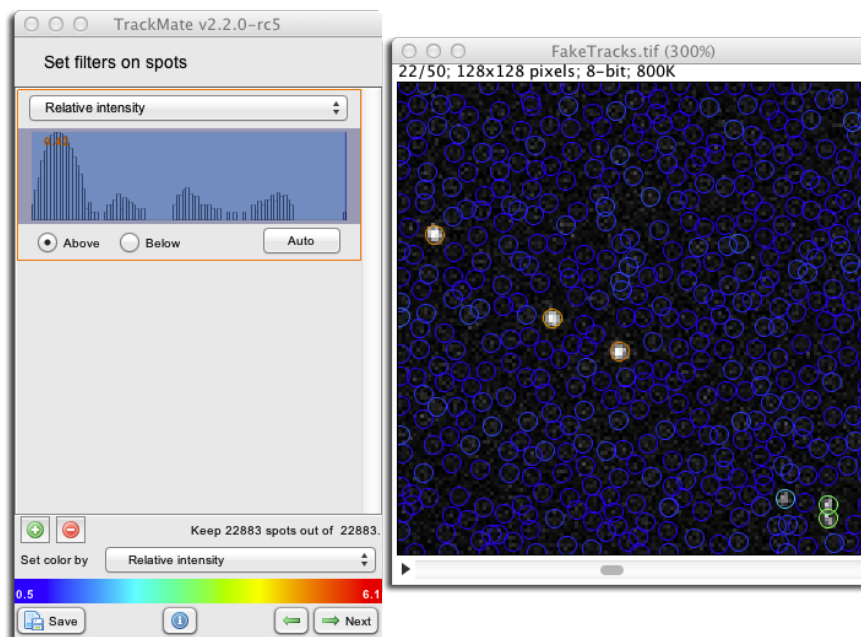 TrackMate v2.2.0-rc5
Set filters on spots
Relative intensity
Above
Below
Auto
Keep 22883 spots out of 22883.
Set color by
Relative intensity
0.5
6.1
Save
Next
FakeTracks.tif (300%)
22/50; 128x128 pixels; 8-bit; 800K